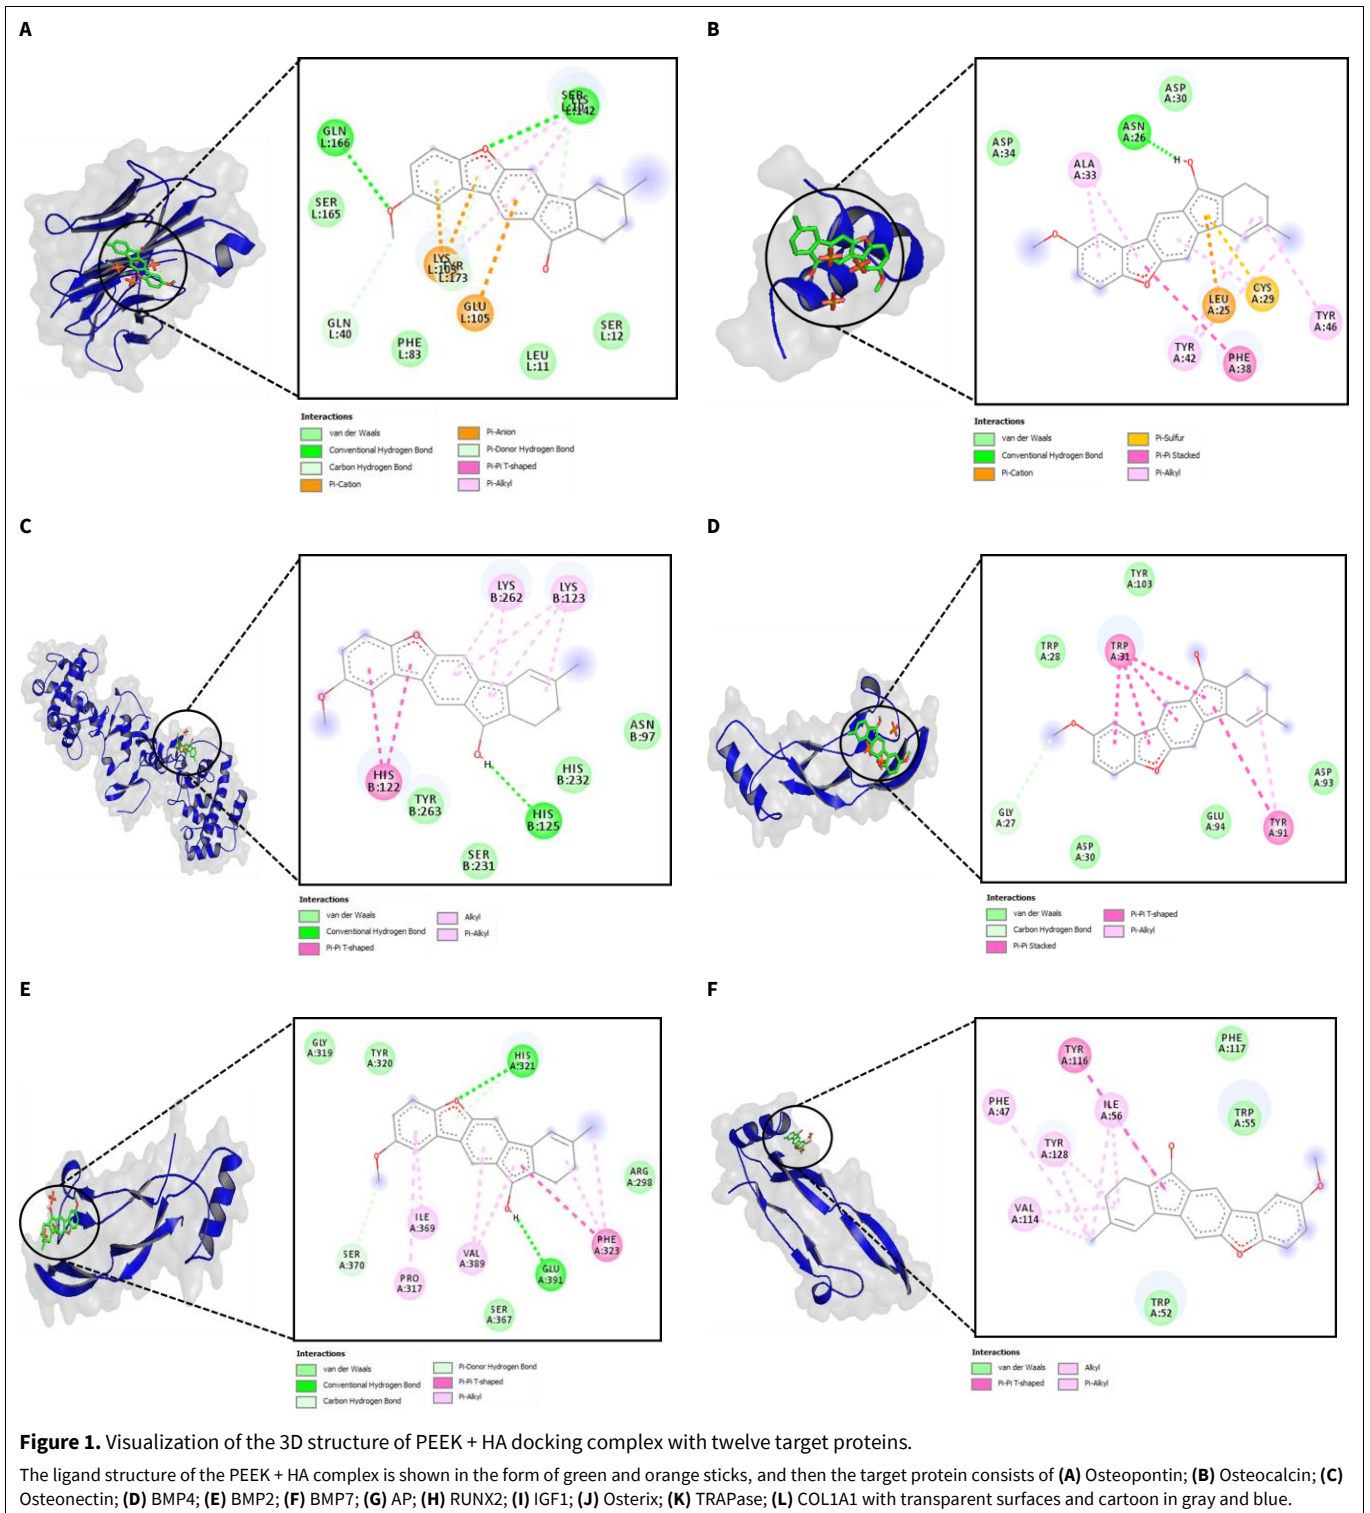 A
GLN
L:166
SER
L:165
GLN
L:40
PHE
L:83
TYR
L:173
GLU
L:105
LEU
L:11
SER
L:12
L:142
Interactions
van der Waals
Conventional Hydrogen Bond
Carbon Hydrogen Bond
Pi-Cation
Pi-Anion
Pi-Donor Hydrogen Bond
Pi-Pi T-shaped
Pi-Alkyl
B
ASP
A:30
ASN
A:26
ASP
A:34
ALA
A:33
H
O
O
O
LEU
A:25
CYS
A:29
TYR
A:46
TYR
A:42
PHE
A:38
Interactions
van der Waals
Conventional Hydrogen Bond
Pi-Cation
Pi-Sulfur
Pi-Pi Stacked
Pi-Alkyl
C
LYS
B:262
LYS
B:123
O
O
O
H
ASN
B:97
HIS
B:232
HIS
B:122
TYR
B:263
HIS
B:125
SER
B:231
Interactions
van der Waals
Conventional Hydrogen Bond
Pi-Pi T-shaped
Alkyl
Pi-Alkyl
D
TYR
A:103
TRP
A:28
TRP
A:31
O
O
O
GLY
A:27
ASP
A:30
GLU
A:94
ASP
A:93
TYR
A:91
Interactions
van der Waals
Carbon Hydrogen Bond
Pi-Pi Stacked
Pi-Pi T-shaped
Pi-Alkyl
E
GLY
A:319
TYR
A:320
HIS
A:321
O
O
O
H
ARG
A:298
ILE
A:369
SER
A:370
PRO
A:317
VAL
A:389
GLU
A:391
PHE
A:323
SER
A:367
Interactions
van der Waals
Conventional Hydrogen Bond
Carbon Hydrogen Bond
Pi-Donor Hydrogen Bond
Pi-Pi T-shaped
Pi-Alkyl
F
TYR
A:116
PHE
A:117
PHE
A:47
ILE
A:56
TRP
A:55
TYR
A:128
VAL
A:114
O
O
O
TRP
A:52
Interactions
van der Waals
Pi-Pi T-shaped
Alkyl
Pi-Alkyl
Figure 1. Visualization of the 3D structure of PEEK + HA docking complex with twelve target proteins.
The ligand structure of the PEEK + HA complex is shown in the form of green and orange sticks, and then the target protein consists of (A) Osteopontin; (B) Osteocalcin; (C)
Osteonectin; (D) BMP4; (E) BMP2; (F) BMP7; (G) AP; (H) RUNX2; (I) IGF1; (J) Osterix; (K) TRAPase; (L) COL1A1 with transparent surfaces and cartoon in gray and blue.